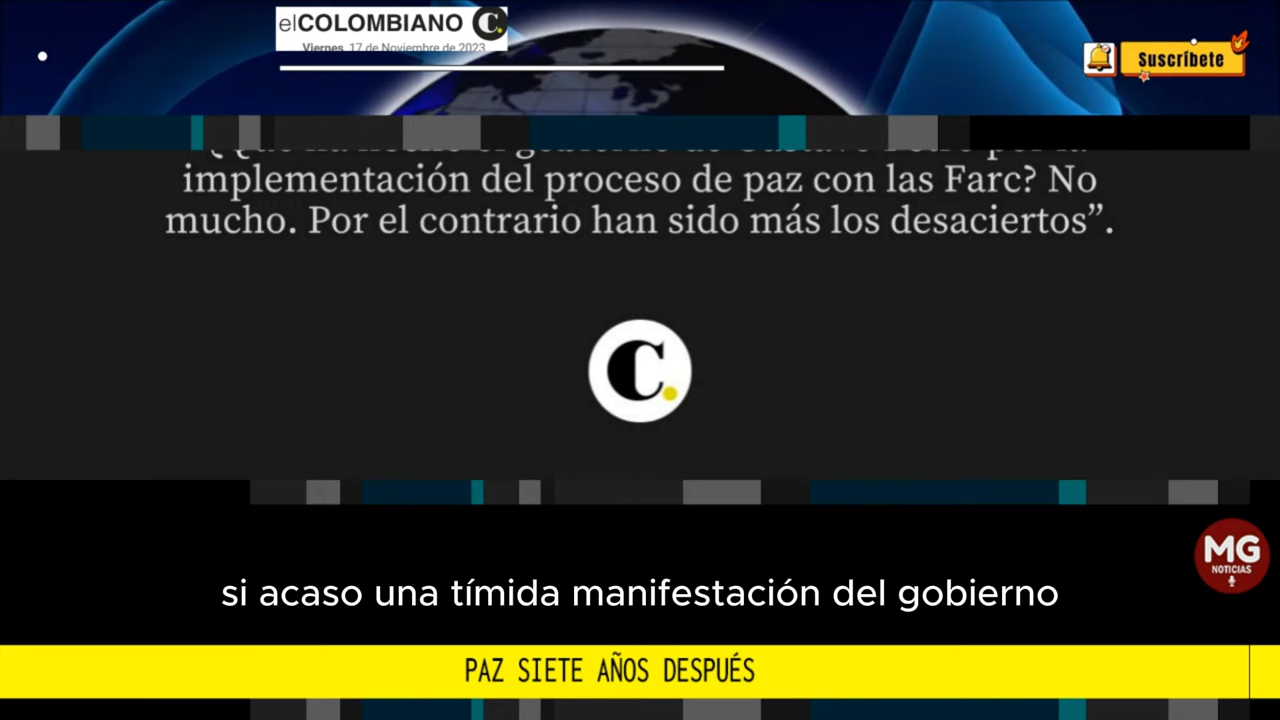 elCOLOMBIANO C.
Viernes, 17 de Noviembre de 2023
Suscríbete
implementación del proceso de paz con las Farc? No
mucho. Por el contrario han sido más los desaciertos”.
C.
MG
NOTICIAS
si acaso una tímida manifestación del gobierno
PAZ SIETE AÑOS DESPUÉS